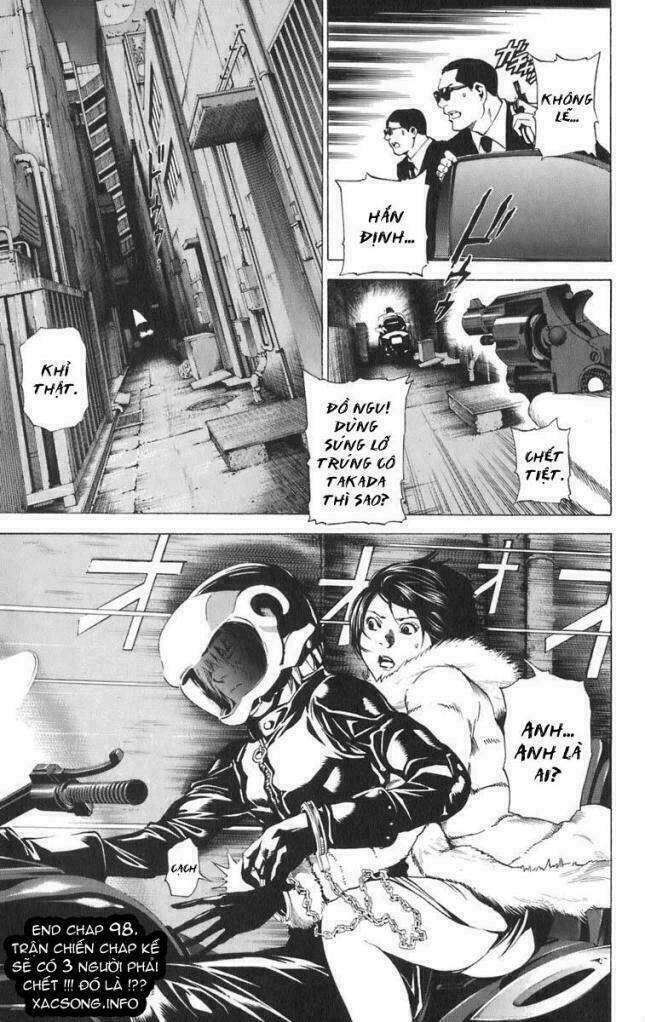 KHÔNG
LẼ...
HẮN
ĐỊNH...
KHỈ
THẬT.
CHẾT
TIỆT.
ĐỒ NGU!
DÙNG
SÚNG LỠ
TRÚNG CÔ
TAKADA
THÌ SAO?
ANH...
ANH LÀ
AI?
CẠCH
END CHAP 98.
TRẬN CHIẾN CHAP KẾ
SẼ CÓ 3 NGƯỜI PHẢI
CHẾT !!! ĐÓ LÀ !??
XACSONG.INFO